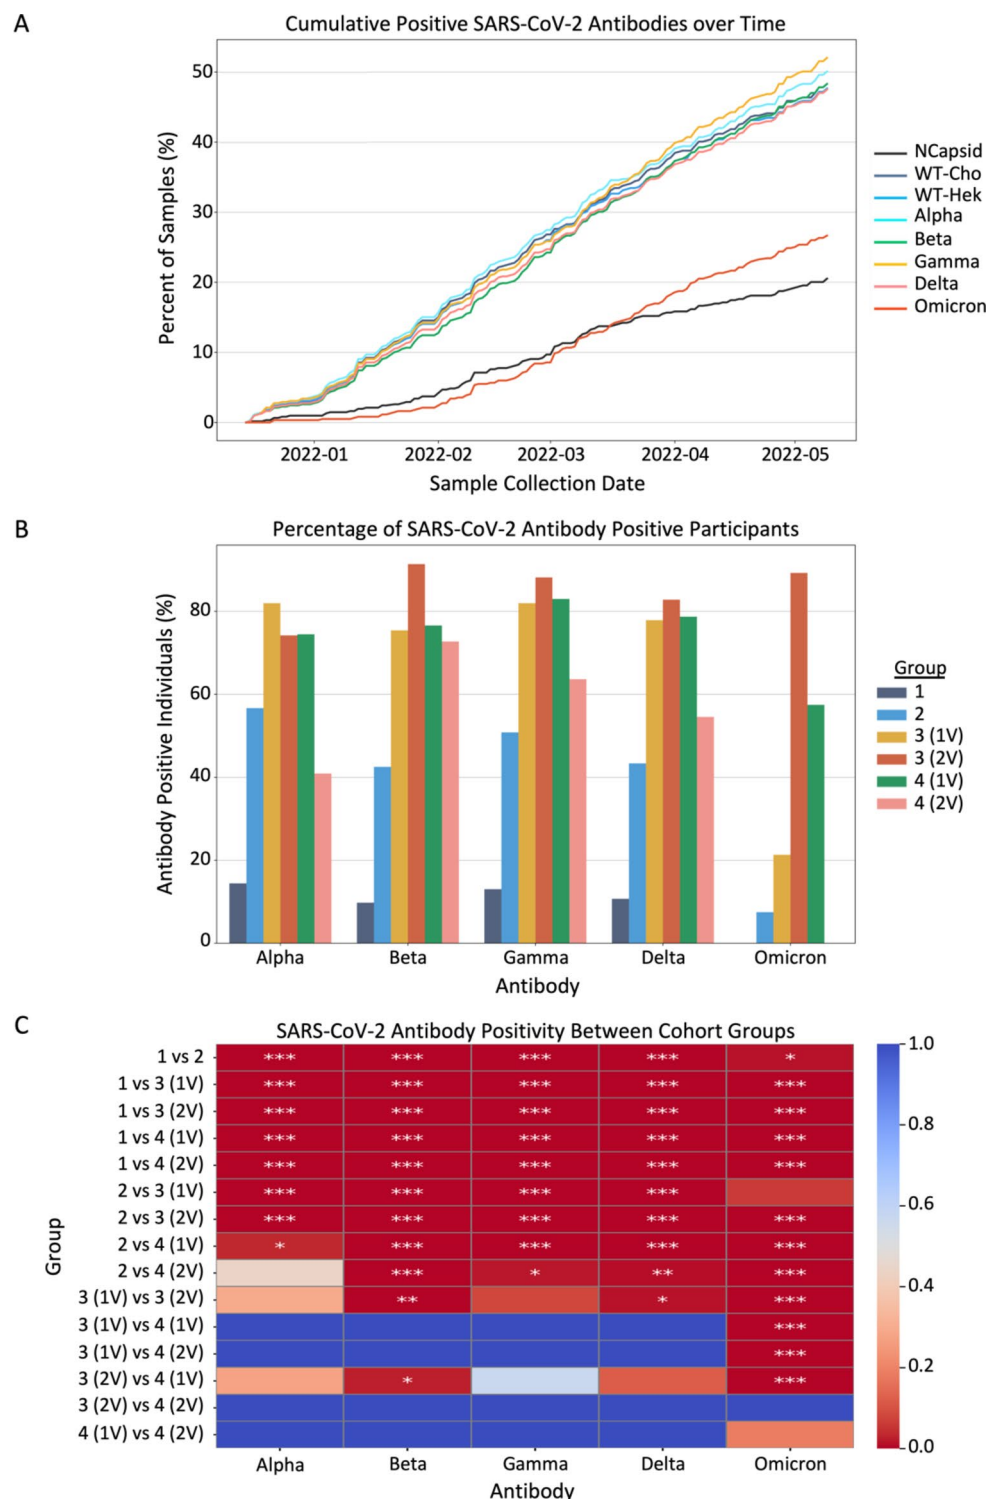 A
Cumulative Positive SARS-CoV-2 Antibodies over Time
Percent of Samples (%)
50
40
30
20
10
0
2022-01 2022-02 2022-03 2022-04 2022-05
Sample Collection Date
NCapsid
WT-Cho
WT-Hek
Alpha
Beta
Gamma
Delta
Omicron
B
Percentage of SARS-CoV-2 Antibody Positive Participants
Antibody Positive Individuals (%)
80
60
40
20
0
Alpha Beta Gamma Delta Omicron
Antibody
Group
1
2
3 (1V)
3 (2V)
4 (1V)
4 (2V)
C
SARS-CoV-2 Antibody Positivity Between Cohort Groups
Group
1 vs 2 *** *** *** *** *
1 vs 3 (1V) *** *** *** *** ***
1 vs 3 (2V) *** *** *** *** ***
1 vs 4 (1V) *** *** *** *** ***
1 vs 4 (2V) *** *** *** *** ***
2 vs 3 (1V) *** *** *** ***
2 vs 3 (2V) *** *** *** *** ***
2 vs 4 (1V) * *** *** *** ***
2 vs 4 (2V) *** * ** ***
3 (1V) vs 3 (2V) ** * ***
3 (1V) vs 4 (1V) ***
3 (1V) vs 4 (2V) ***
3 (2V) vs 4 (1V) * ***
3 (2V) vs 4 (2V)
4 (1V) vs 4 (2V)
Alpha Beta Gamma Delta Omicron
Antibody
1.0
0.8
0.6
0.4
0.2
0.0